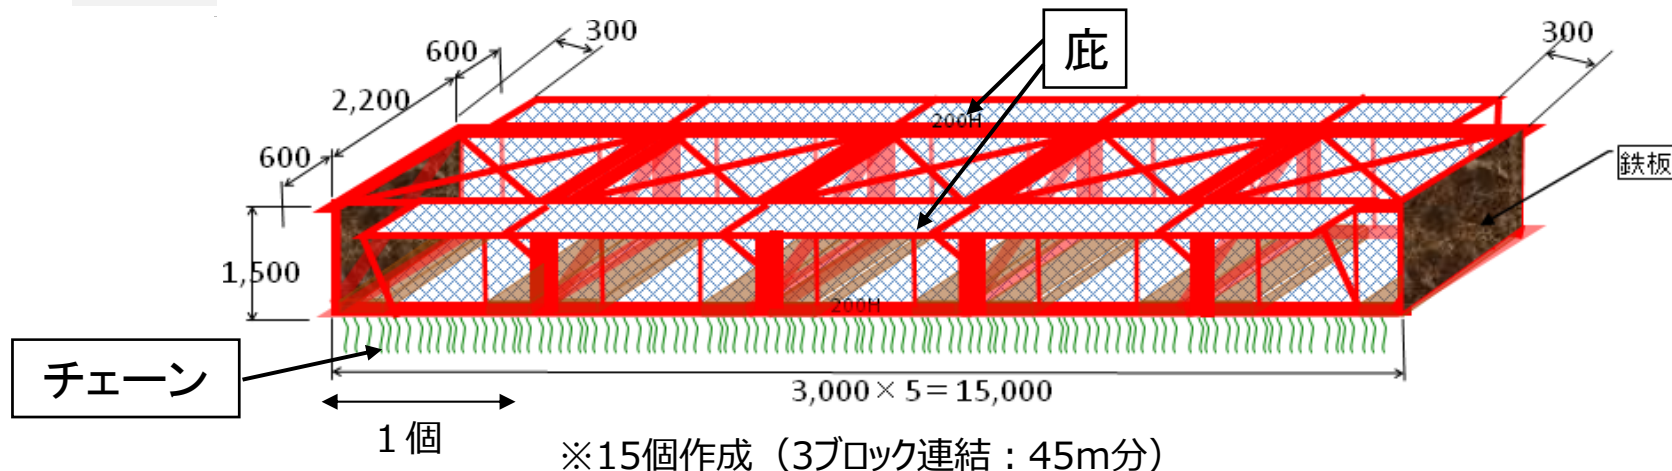 600
300
庇
300
2,200
200H
600
鉄板
1,500
200H
チェーン
3,000×5＝15,000
１個
※15個作成（3ブロック連結：45m分）